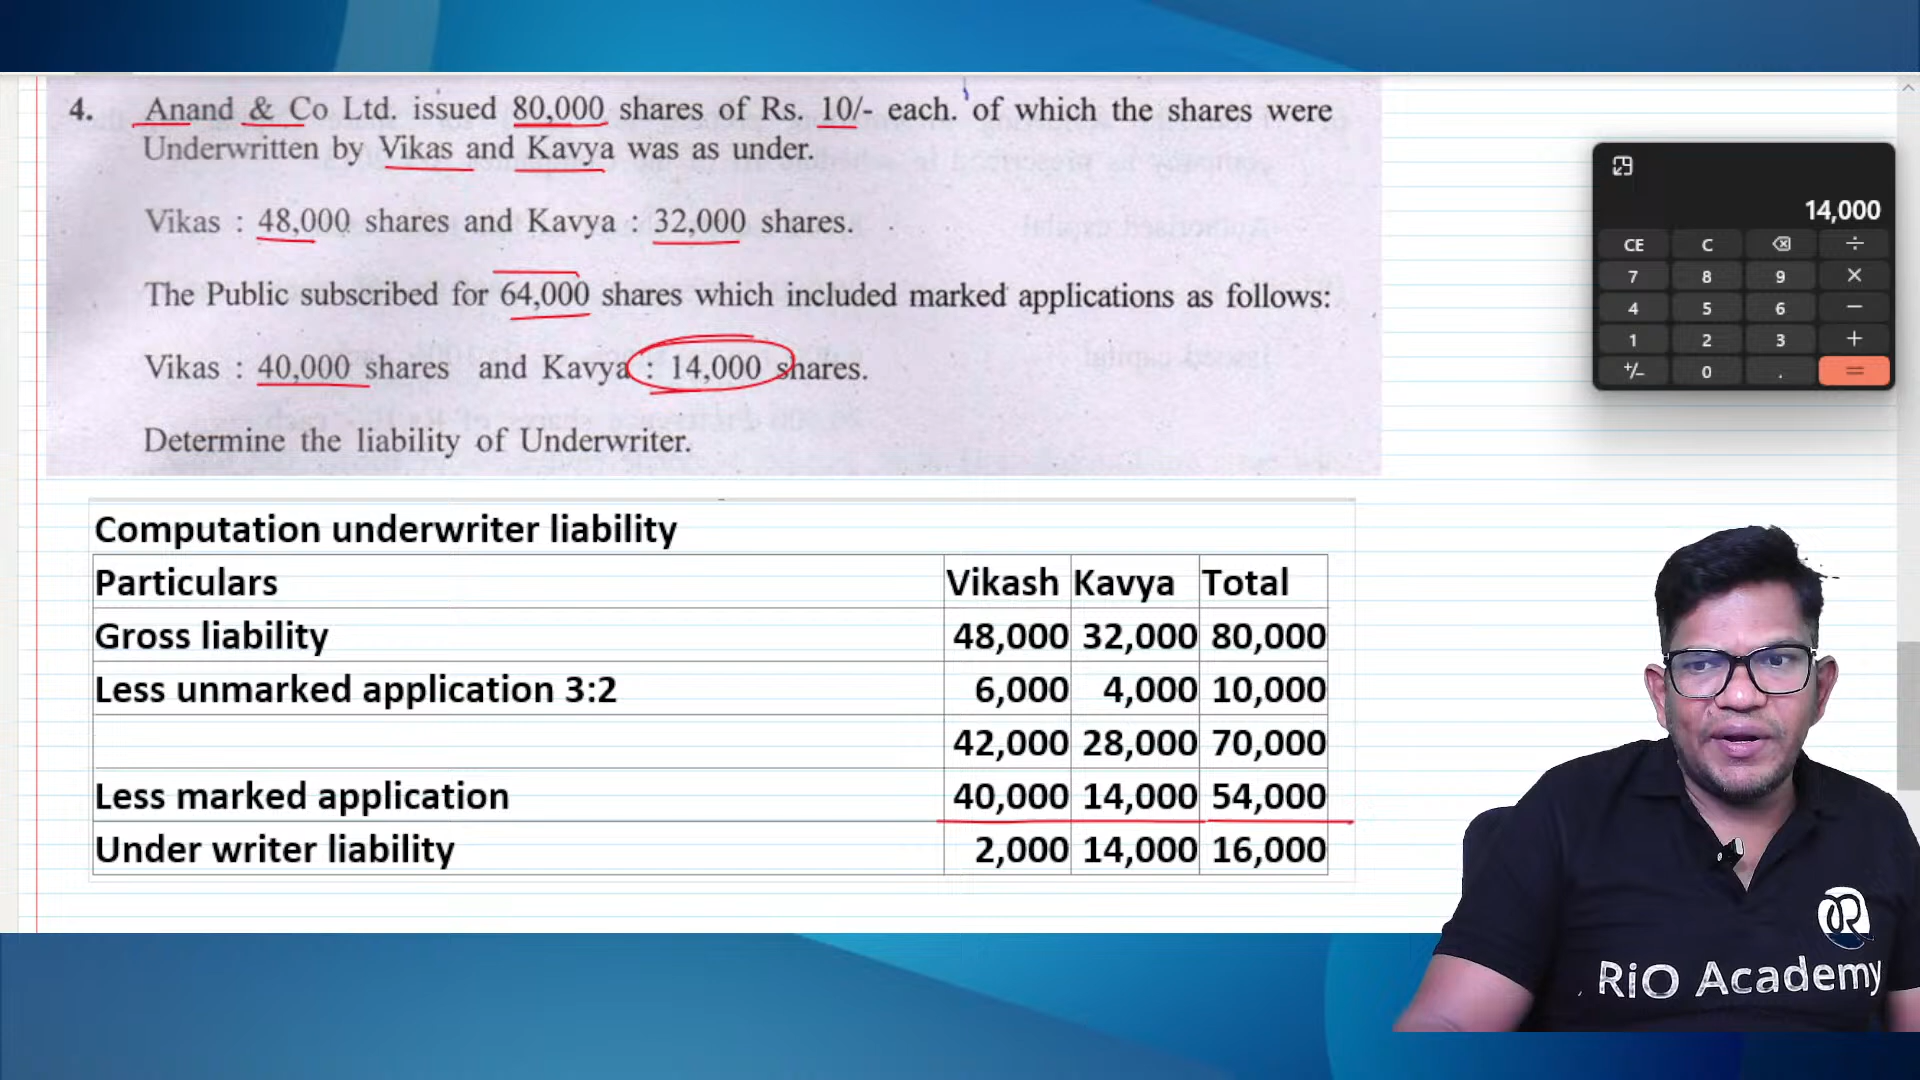 4. Anand & Co Ltd. issued 80,000 shares of Rs. 10/- each. of which the shares were
Underwritten by Vikas and Kavya was as under.
Vikas : 48,000 shares and Kavya : 32,000 shares.
The Public subscribed for 64,000 shares which included marked applications as follows:
Vikas : 40,000 shares and Kavya : 14,000 shares.
Determine the liability of Underwriter.
Computation underwriter liability
Particulars Vikash Kavya Total
Gross liability 48,000 32,000 80,000
Less unmarked application 3:2 6,000 4,000 10,000
42,000 28,000 70,000
Less marked application 40,000 14,000 54,000
Under writer liability 2,000 14,000 16,000
14,000
CE C ⌫ ÷
7 8 9 ×
4 5 6 −
1 2 3 +
+/− 0 . =
RiO Academy